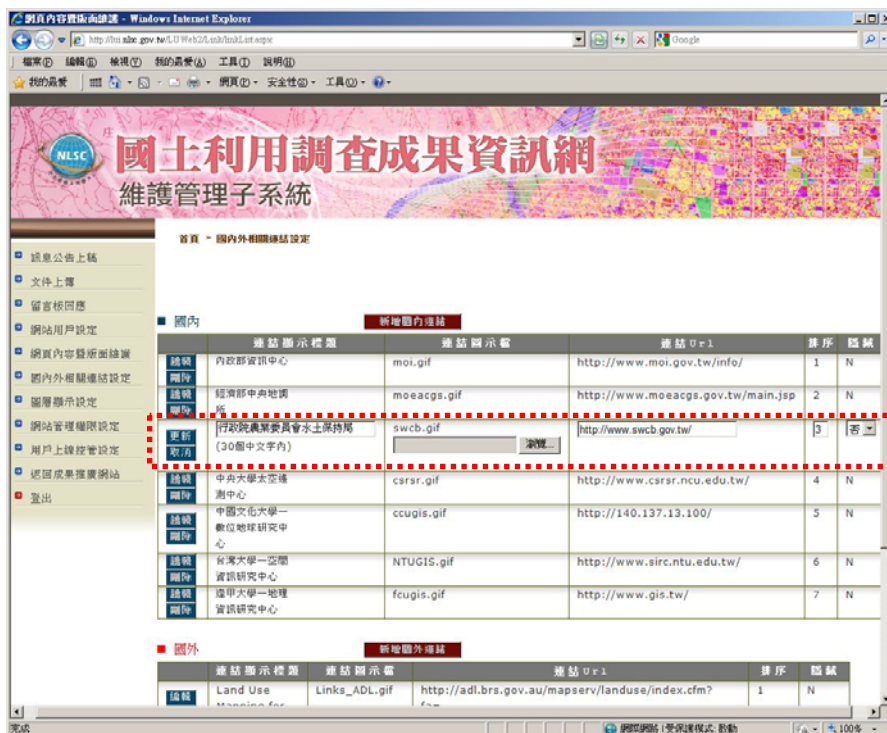 網頁內容暨版面維護 - Windows Internet Explorer
http://lui.nlsc.gov.tw/LUWeb2/Link/linkList.aspx
Google
檔案(F) 編輯(E) 檢視(V) 我的最愛(A) 工具(T) 說明(H)
我的最愛 網頁(P) 安全性(S) 工具(O)
NLSC
國土利用調查成果資訊網
維護管理子系統
首頁 - 國內外相關連結設定
訊息公告上稿
文件上傳
留言板回應
網站用戶設定
網頁內容暨版面維護
國內外相關連結設定
圖層顯示設定
網站管理權限設定
用戶上線控管設定
返回成果推廣網站
登出
國內 新增國內連結
連結顯示標題 連結圖示檔 連結Url 排序 隱藏
編輯 刪除 內政部資訊中心 moi.gif http://www.moi.gov.tw/info/ 1 N
編輯 刪除 經濟部中央地調所 moeacgs.gif http://www.moeacgs.gov.tw/main.jsp 2 N
更新 取消 行政院農業委員會水土保持局 (30個中文字內) swcb.gif 瀏覽... http://www.swcb.gov.tw/ 3 否
編輯 刪除 中央大學太空遙測中心 csrsr.gif http://www.csrsr.ncu.edu.tw/ 4 N
編輯 刪除 中國文化大學－數位地球研究中心 ccugis.gif http://140.137.13.100/ 5 N
編輯 刪除 台灣大學－空間資訊研究中心 NTUGIS.gif http://www.sirc.ntu.edu.tw/ 6 N
編輯 刪除 逢甲大學－地理資訊研究中心 fcugis.gif http://www.gis.tw/ 7 N
國外 新增國外連結
連結顯示標題 連結圖示檔 連結Url 排序 隱藏
編輯 Land Use Mapping for Links_ADL.gif http://adl.brs.gov.au/mapserv/landuse/index.cfm?fa= 1 N
完成 網際網路 | 受保護模式: 啟動 100%